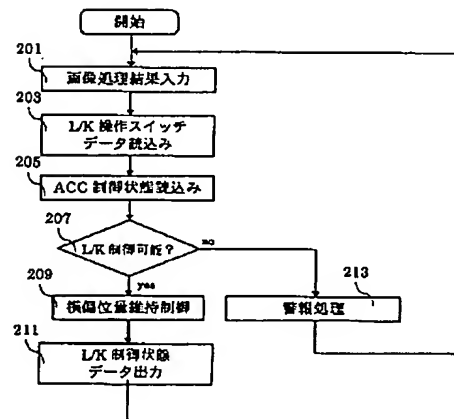 開始
201
画像処理結果入力
203
L/K 操作スイッチ
データ読込み
205
ACC 制御状態読込み
207
L/K 制御可能？
no
yes
209
横偏位量維持制御
213
警報処理
211
L/K 制御状態
データ出力